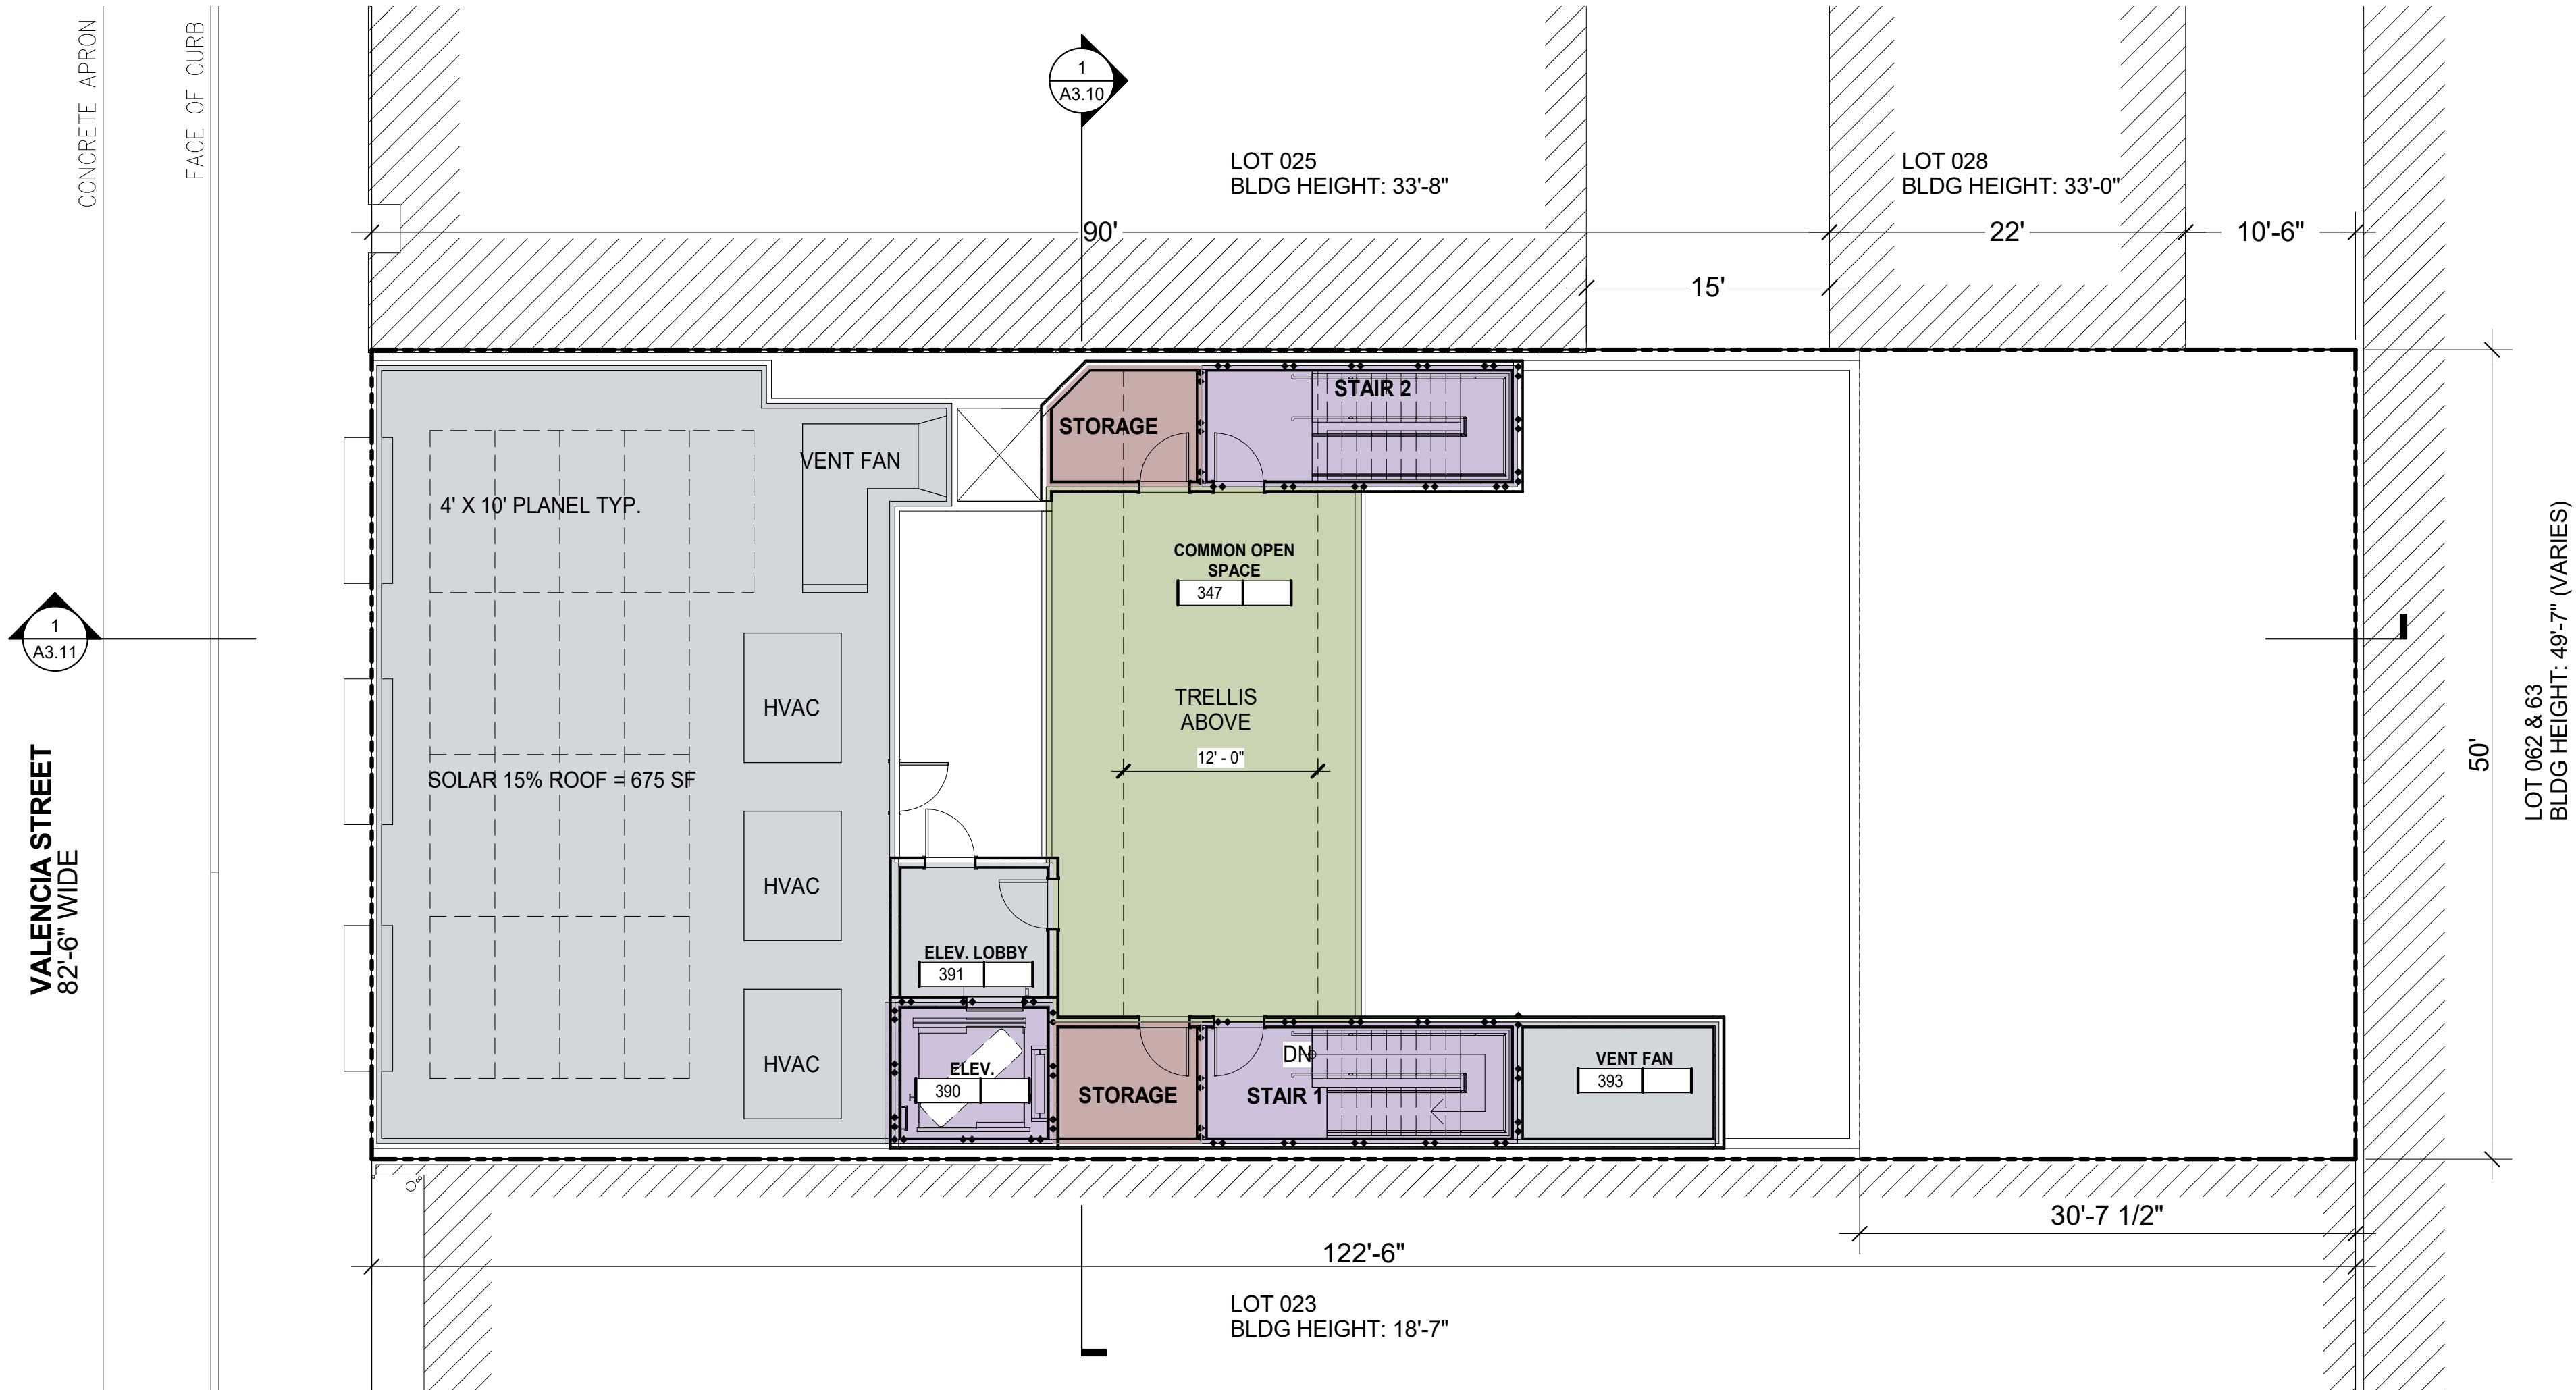 CONCRETE APRON
FACE OF CURB
1
A3.10
LOT 025
BLDG HEIGHT: 33'-8"
LOT 028
BLDG HEIGHT: 33'-0"
90'
22'
10'-6"
15'
STAIR 2
STORAGE
VENT FAN
4' X 10' PLANEL TYP.
COMMON OPEN
SPACE
347
1
A3.11
HVAC
TRELLIS
ABOVE
12' - 0"
SOLAR 15% ROOF = 675 SF
VALENCIA STREET
82'-6" WIDE
HVAC
ELEV. LOBBY
391
HVAC
ELEV.
390
STORAGE
DN
STAIR 1
VENT FAN
393
50'
LOT 062 & 63
BLDG HEIGHT: 49'-7" (VARIES)
30'-7 1/2"
122'-6"
LOT 023
BLDG HEIGHT: 18'-7"